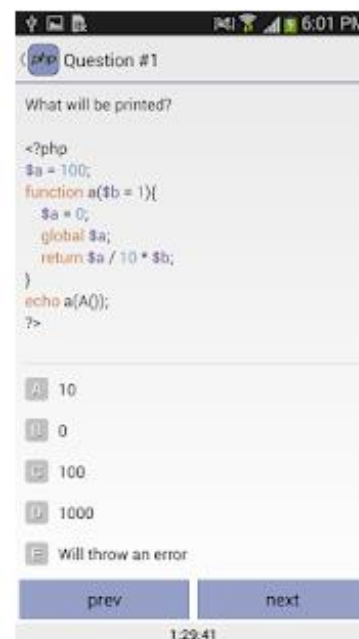 6:01 PM
php Question #1
What will be printed?
<?php
$a = 100;
function a($b = 1){
$a = 0;
global $a;
return $a / 10 * $b;
}
echo a(A());
?>
A 10
B 0
C 100
D 1000
E Will throw an error
prev next
1:29:41